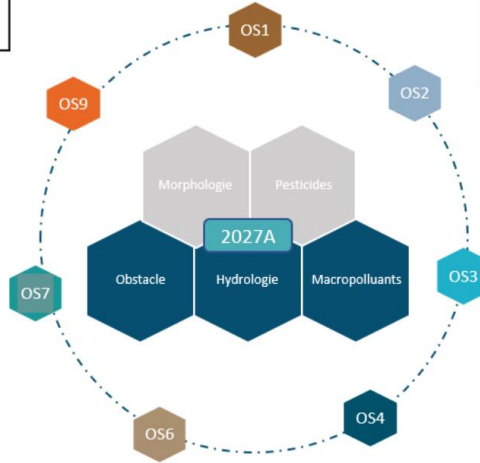 OS1
OS9
OS2
Morphologie
Pesticides
2027A
Obstacle
Hydrologie
Macropolluants
OS7
OS3
OS6
OS4